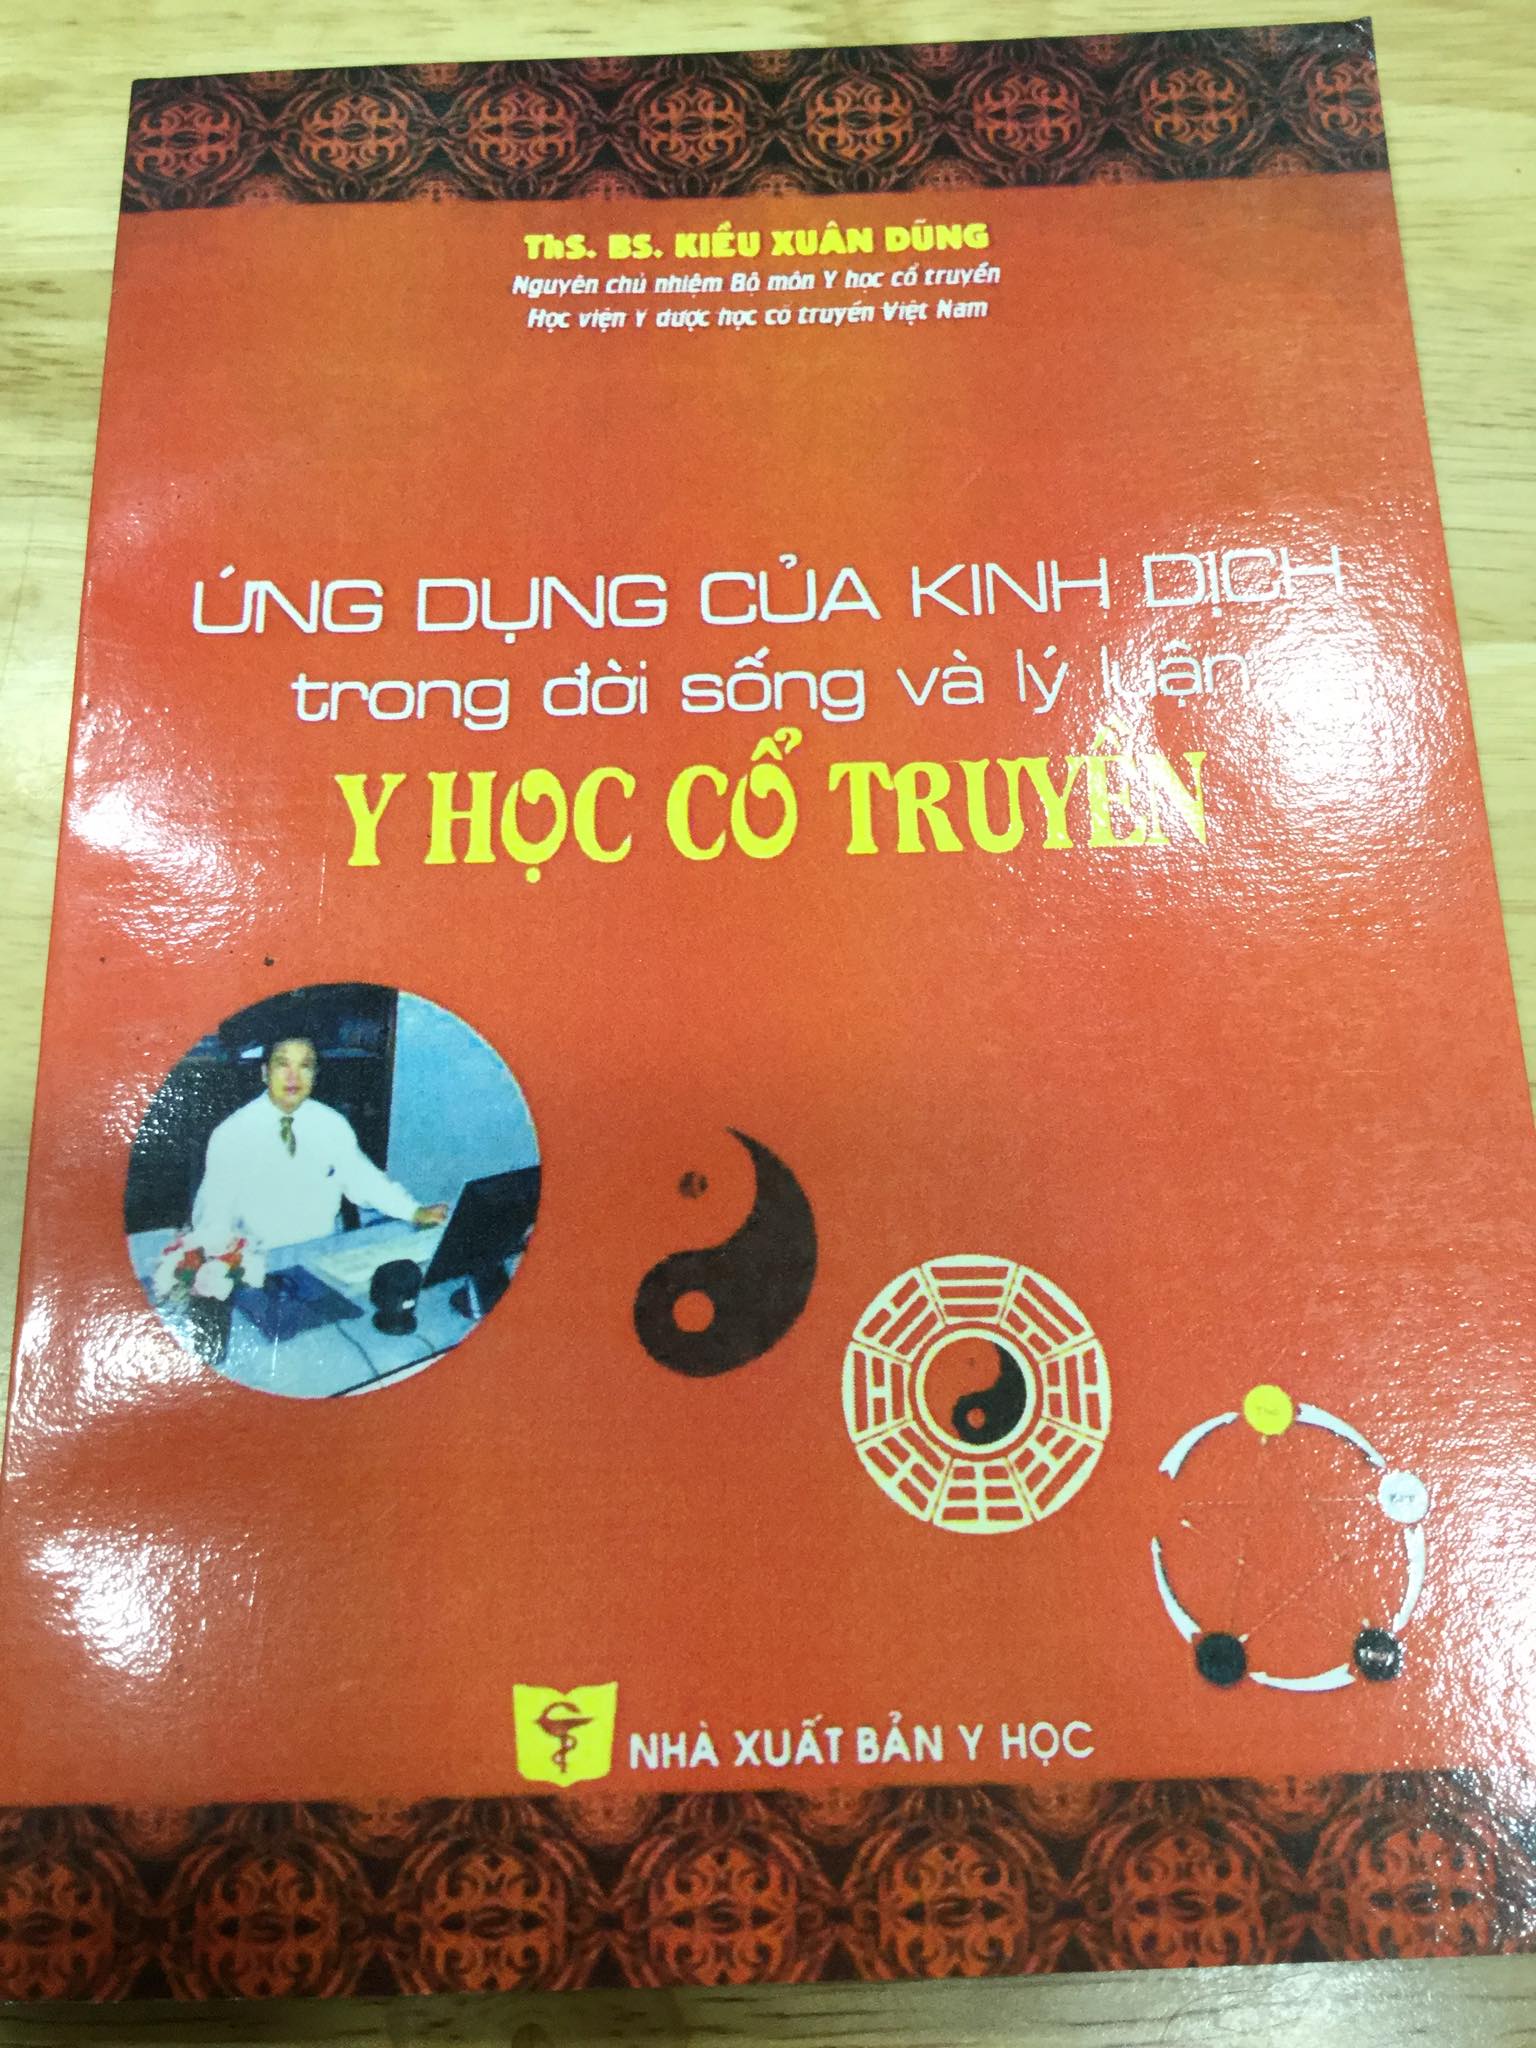 ThS. BS. KIỀU XUÂN DŨNG
Nguyên chủ nhiệm Bộ môn Y học cổ truyền
Học viện Y dược học cổ truyền Việt Nam
ỨNG DỤNG CỦA KINH DỊCH
trong đời sống và lý luận
Y HỌC CỔ TRUYỀN
NHÀ XUẤT BẢN Y HỌC